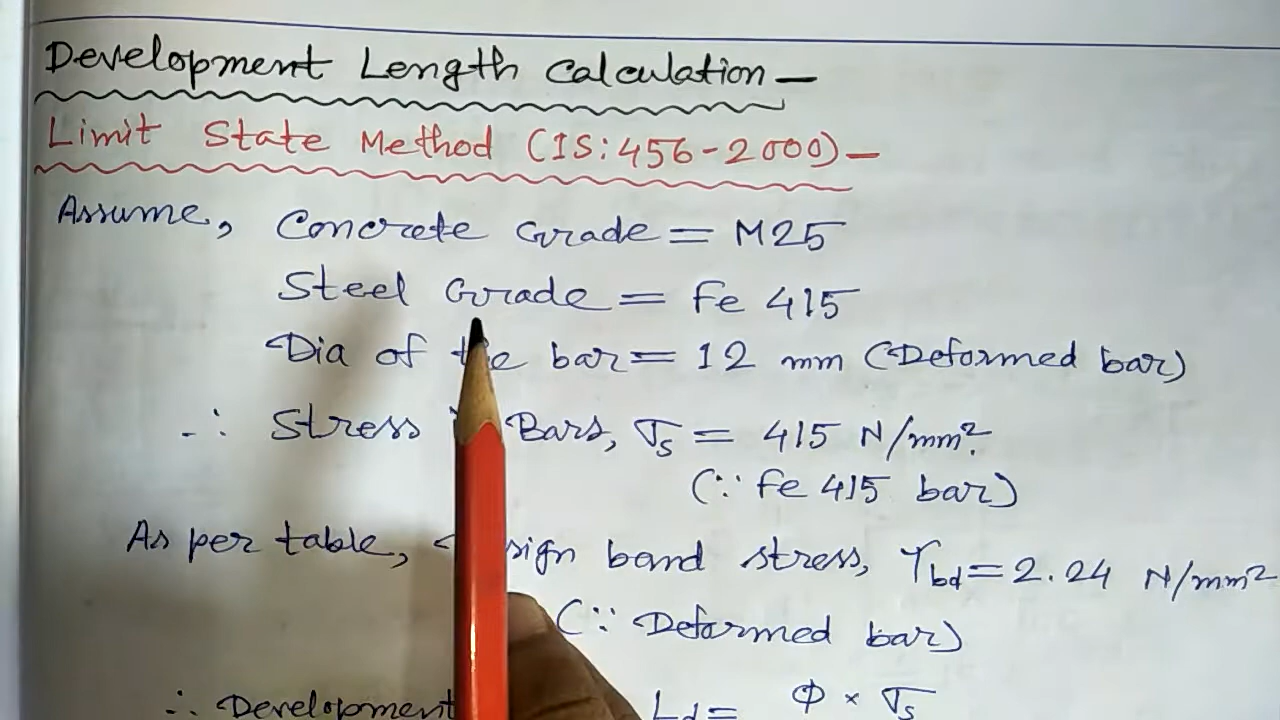 Development Length Calculation —
Limit State Method (IS:456-2000) —
Assume, Concrete Grade = M25
Steel Grade = Fe 415
Dia of the bar = 12 mm (Deformed bar)
∴ Stress Bars, σs = 415 N/mm².
(∵ Fe 415 bar)
As per table, bond stress, τbd = 2.24 N/mm²
(∵ Deformed bar)
∴ Development Ld = ϕ × σs